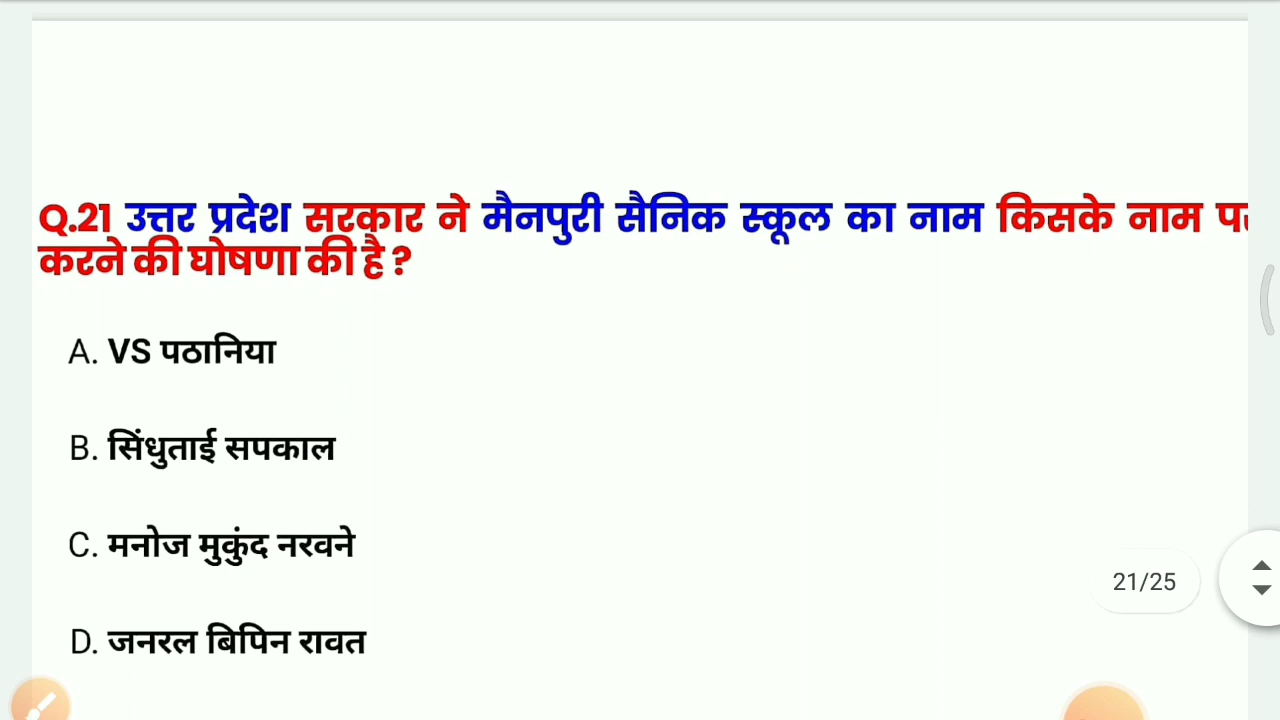 Q.21 उत्तर प्रदेश सरकार ने मैनपुरी सैनिक स्कूल का नाम किसके नाम
करने की घोषणा की है ?
A. VS पठानिया
B. सिंधुताई सपकाल
C. मनोज मुकुंद नरवने
21/25
D. जनरल बिपिन रावत